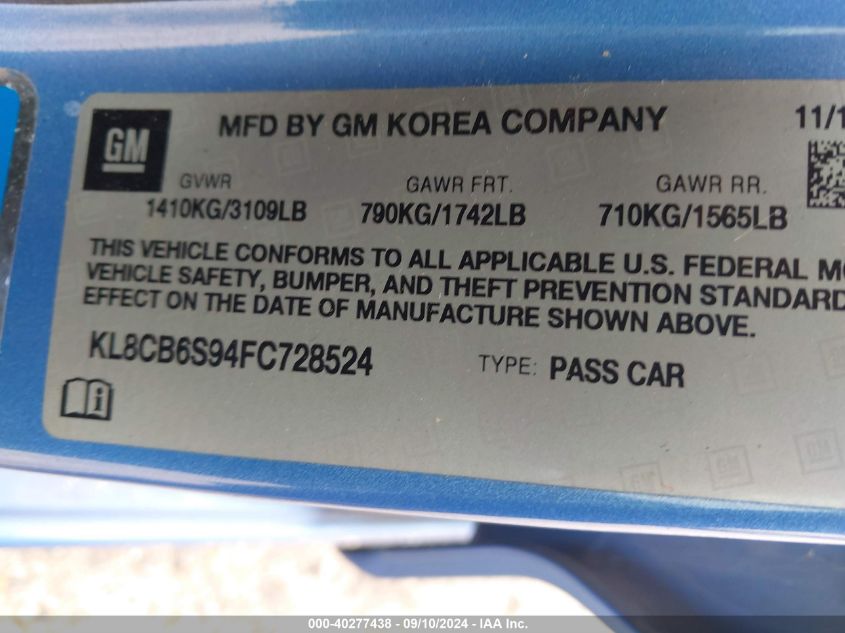 GM
MFD BY GM KOREA COMPANY 11/1
GVWR GAWR FRT. GAWR RR.
1410KG/3109LB 790KG/1742LB 710KG/1565LB
THIS VEHICLE CONFORMS TO ALL APPLICABLE U.S. FEDERAL MO
VEHICLE SAFETY, BUMPER, AND THEFT PREVENTION STANDARD
EFFECT ON THE DATE OF MANUFACTURE SHOWN ABOVE.
KL8CB6S94FC728524 TYPE: PASS CAR
000-40277438 - 09/10/2024 - IAA Inc.